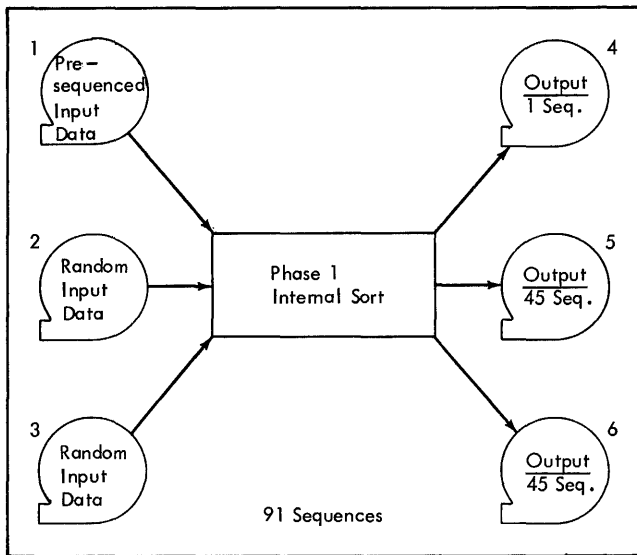 1
Pre-
sequenced
Input
Data
2
Random
Input
Data
3
Random
Input
Data
Phase 1
Internal Sort
91 Sequences
4
Output
1 Seq.
5
Output
45 Seq.
6
Output
45 Seq.